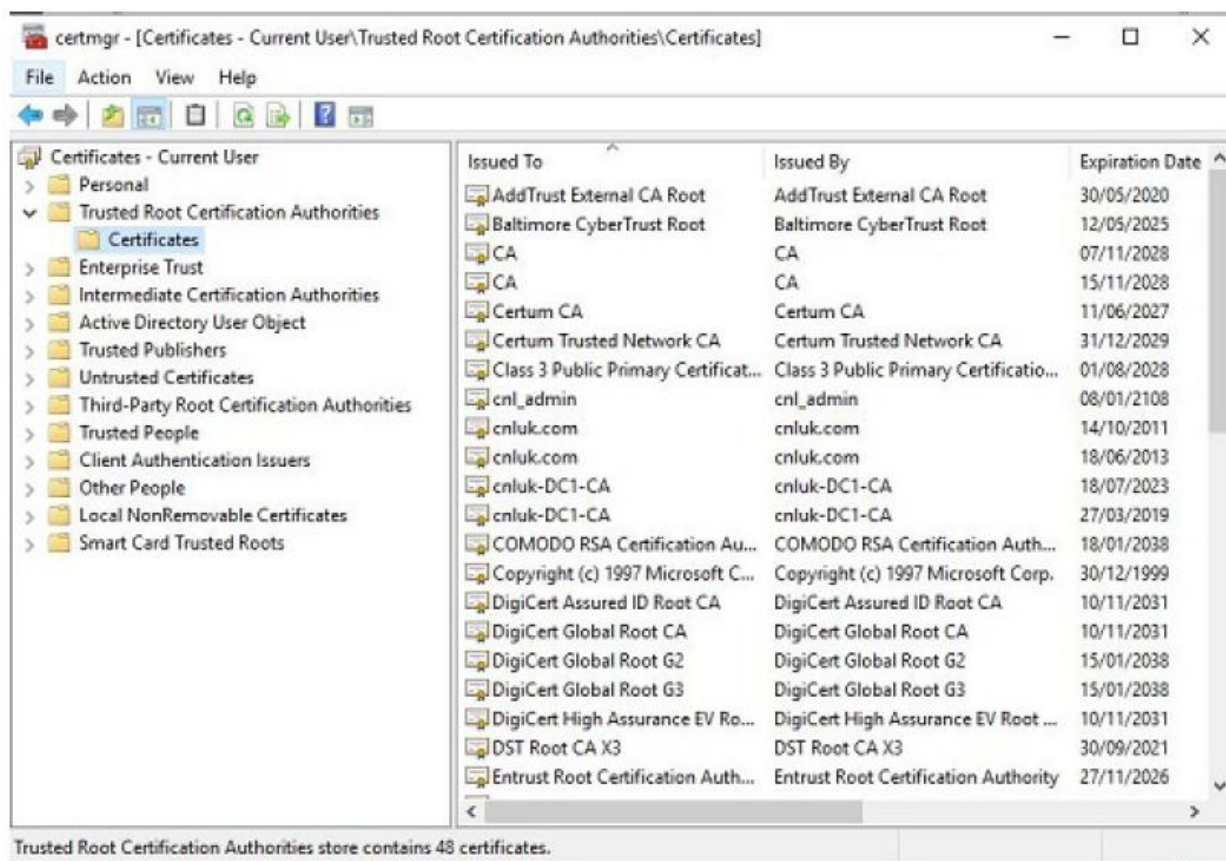 certmgr - [Certificates - Current User\Trusted Root Certification Authorities\Certificates]
File Action View Help
Certificates - Current User
Personal
Trusted Root Certification Authorities
Certificates
Enterprise Trust
Intermediate Certification Authorities
Active Directory User Object
Trusted Publishers
Untrusted Certificates
Third-Party Root Certification Authorities
Trusted People
Client Authentication Issuers
Other People
Local NonRemovable Certificates
Smart Card Trusted Roots
Issued To Issued By Expiration Date
AddTrust External CA Root AddTrust External CA Root 30/05/2020
Baltimore CyberTrust Root Baltimore CyberTrust Root 12/05/2025
CA CA 07/11/2028
CA CA 15/11/2028
Certum CA Certum CA 11/06/2027
Certum Trusted Network CA Certum Trusted Network CA 31/12/2029
Class 3 Public Primary Certificat... Class 3 Public Primary Certificatio... 01/08/2028
cnl_admin cnl_admin 08/01/2108
cnluk.com cnluk.com 14/10/2011
cnluk.com cnluk.com 18/06/2013
cnluk-DC1-CA cnluk-DC1-CA 18/07/2023
cnluk-DC1-CA cnluk-DC1-CA 27/03/2019
COMODO RSA Certification Au... COMODO RSA Certification Auth... 18/01/2038
Copyright (c) 1997 Microsoft C... Copyright (c) 1997 Microsoft Corp. 30/12/1999
DigiCert Assured ID Root CA DigiCert Assured ID Root CA 10/11/2031
DigiCert Global Root CA DigiCert Global Root CA 10/11/2031
DigiCert Global Root G2 DigiCert Global Root G2 15/01/2038
DigiCert Global Root G3 DigiCert Global Root G3 15/01/2038
DigiCert High Assurance EV Ro... DigiCert High Assurance EV Root ... 10/11/2031
DST Root CA X3 DST Root CA X3 30/09/2021
Entrust Root Certification Auth... Entrust Root Certification Authority 27/11/2026
Trusted Root Certification Authorities store contains 48 certificates.